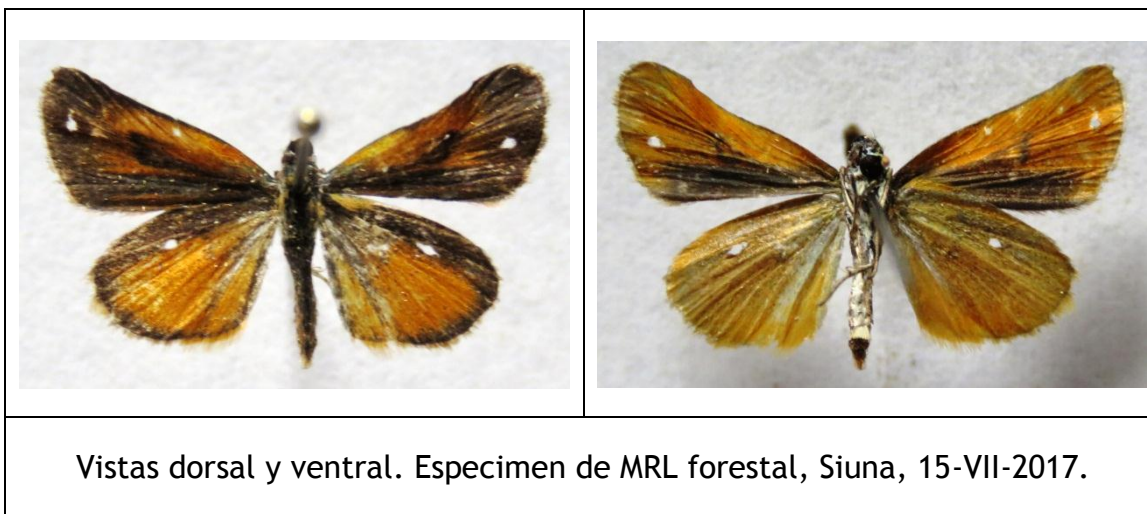 Vistas dorsal y ventral. Especimen de MRL forestal, Siuna, 15-VII-2017.